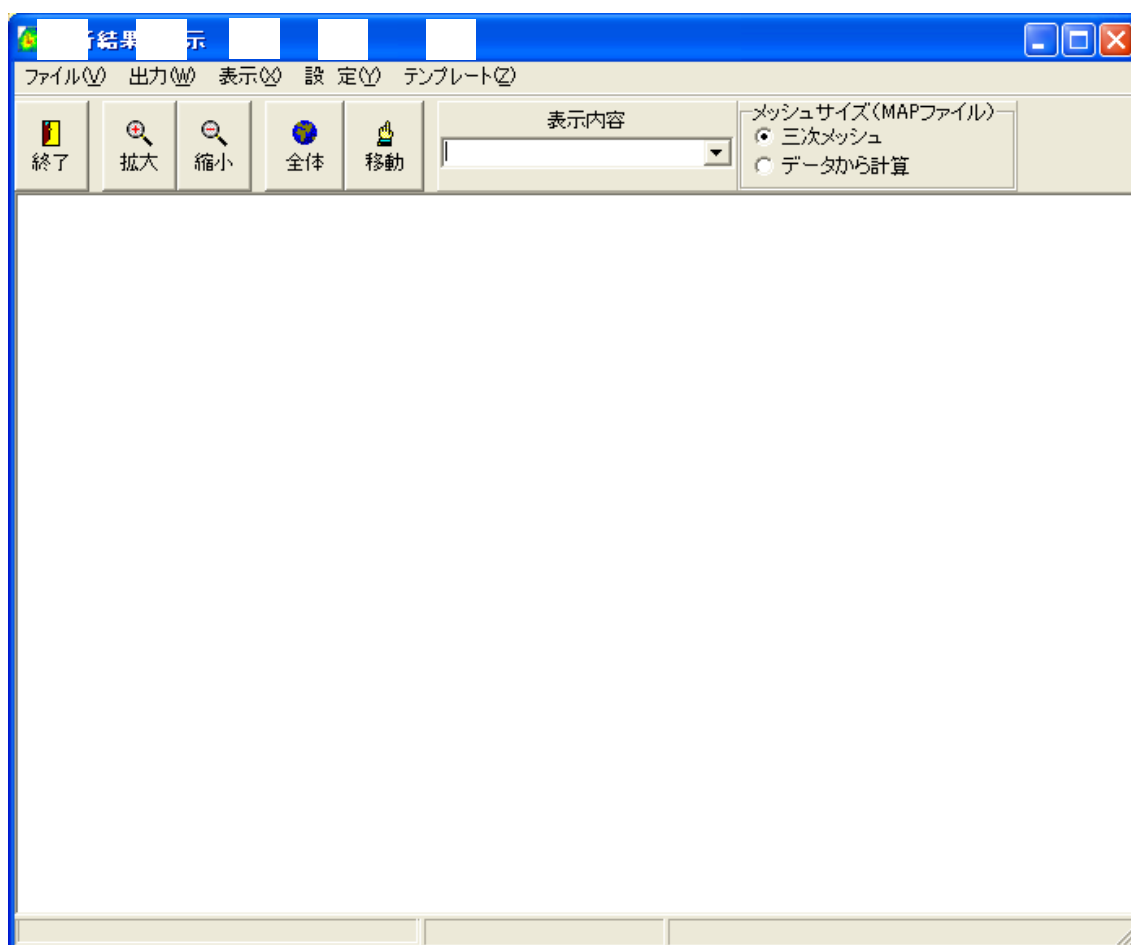 結果 示
ファイル(V) 出力(W) 表示(X) 設 定(Y) テンプレート(Z)
終了
拡大
縮小
全体
移動
表示内容
メッシュサイズ(MAPファイル)
三次メッシュ
データから計算